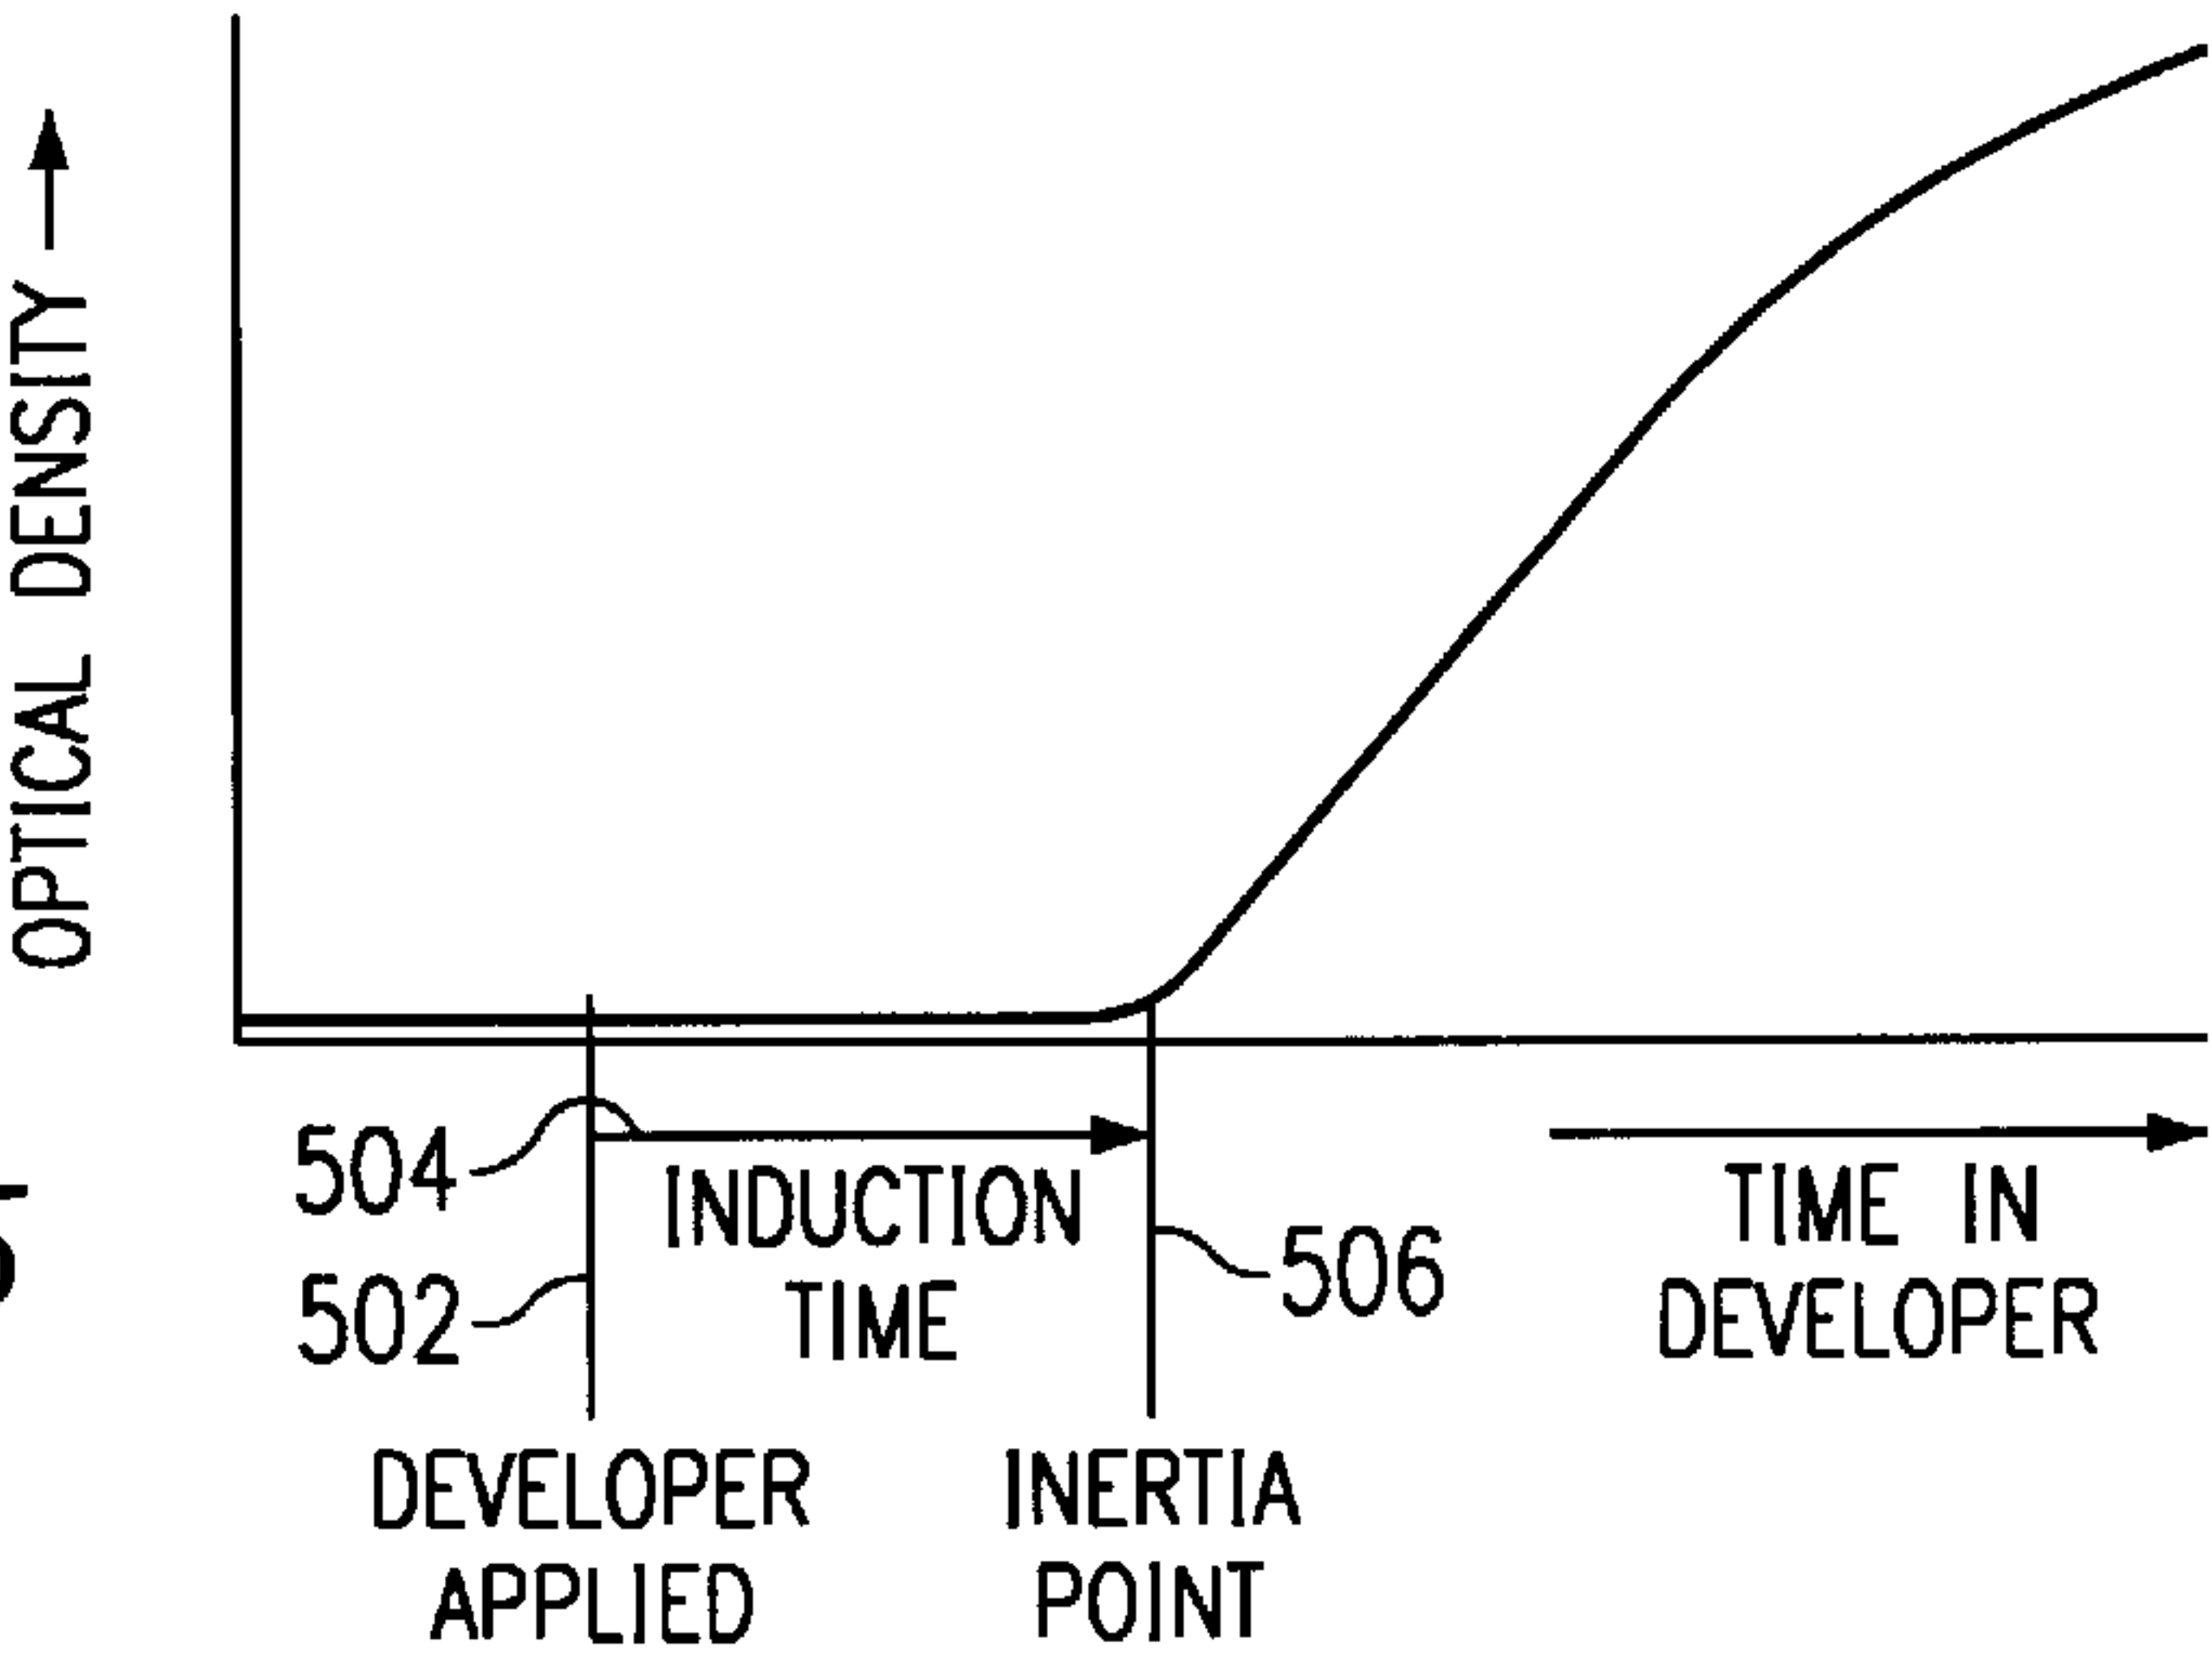 OPTICAL DENSITY
504
INDUCTION
TIME
502
506
TIME IN
DEVELOPER
DEVELOPER
APPLIED
INERTIA
POINT